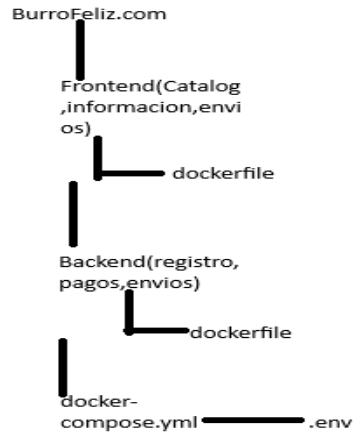 BurroFeliz.com
Frontend(Catalog
,informacion,envi
os)
dockerfile
Backend(registro,
pagos,envios)
dockerfile
docker-
compose.yml .env